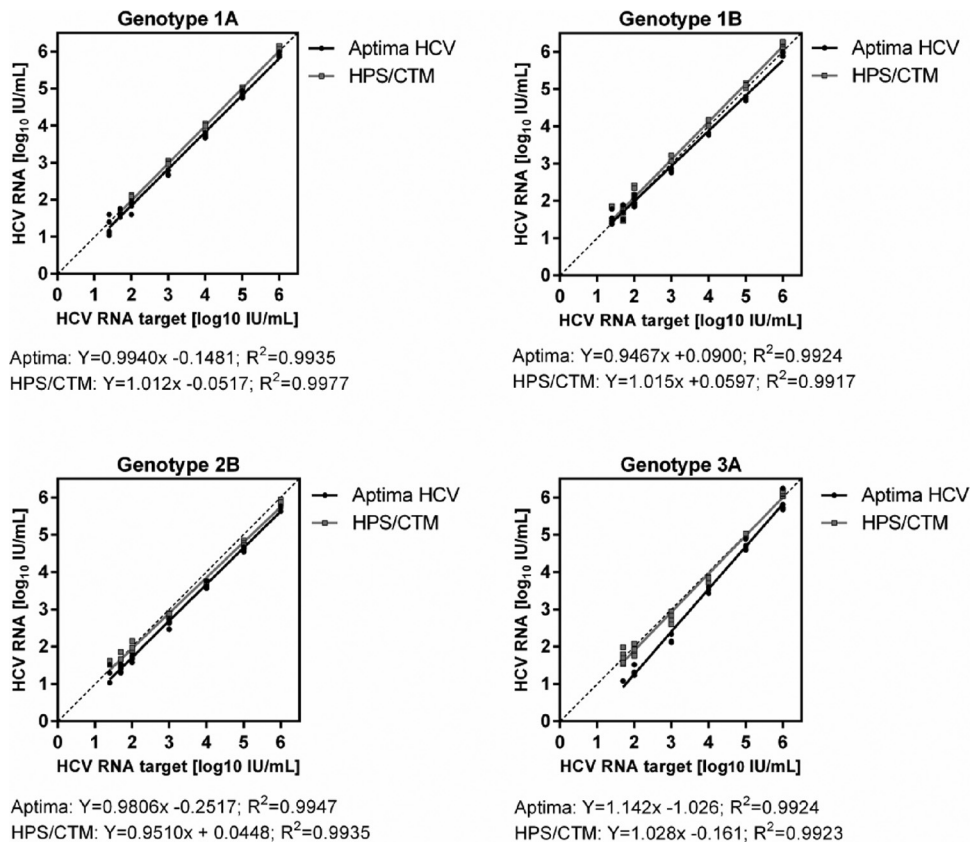 Genotype 1A
HCV RNA [log10 IU/mL]
6
5
4
3
2
1
0
0 1 2 3 4 5 6
HCV RNA target [log10 IU/mL]
Aptima HCV
HPS/CTM
Aptima: Y=0.9940x -0.1481; R2=0.9935
HPS/CTM: Y=1.012x -0.0517; R2=0.9977
Genotype 1B
HCV RNA [log10 IU/mL]
6
5
4
3
2
1
0
0 1 2 3 4 5 6
HCV RNA target [log10 IU/mL]
Aptima HCV
HPS/CTM
Aptima: Y=0.9467x +0.0900; R2=0.9924
HPS/CTM: Y=1.015x +0.0597; R2=0.9917
Genotype 2B
HCV RNA [log10 IU/mL]
6
5
4
3
2
1
0
0 1 2 3 4 5 6
HCV RNA target [log10 IU/mL]
Aptima HCV
HPS/CTM
Aptima: Y=0.9806x -0.2517; R2=0.9947
HPS/CTM: Y=0.9510x + 0.0448; R2=0.9935
Genotype 3A
HCV RNA [log10 IU/mL]
6
5
4
3
2
1
0
0 1 2 3 4 5 6
HCV RNA target [log10 IU/mL]
Aptima HCV
HPS/CTM
Aptima: Y=1.142x -1.026; R2=0.9924
HPS/CTM: Y=1.028x -0.161; R2=0.9923